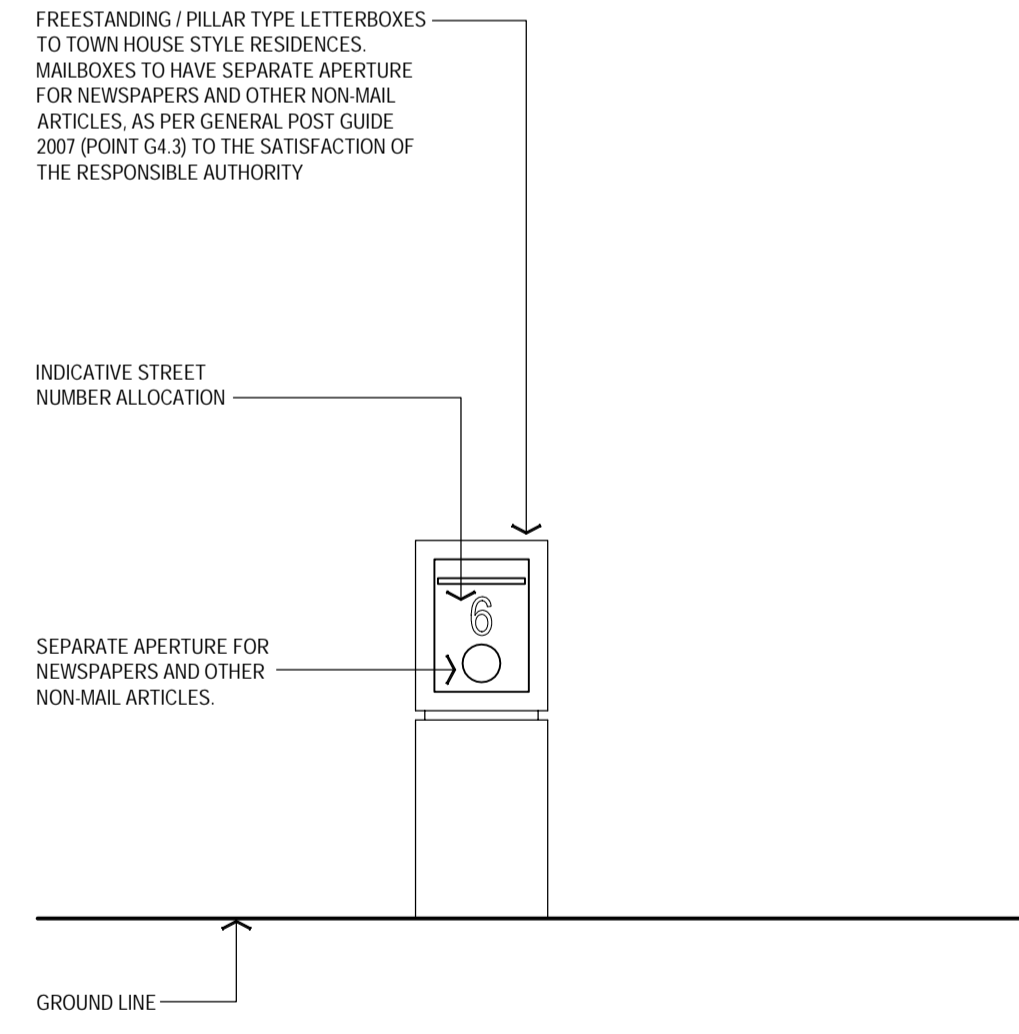 FREESTANDING / PILLAR TYPE LETTERBOXES
TO TOWN HOUSE STYLE RESIDENCES.
MAILBOXES TO HAVE SEPARATE APERTURE
FOR NEWSPAPERS AND OTHER NON-MAIL
ARTICLES, AS PER GENERAL POST GUIDE
2007 (POINT G4.3) TO THE SATISFACTION OF
THE RESPONSIBLE AUTHORITY
INDICATIVE STREET
NUMBER ALLOCATION
6
SEPARATE APERTURE FOR
NEWSPAPERS AND OTHER
NON-MAIL ARTICLES.
GROUND LINE